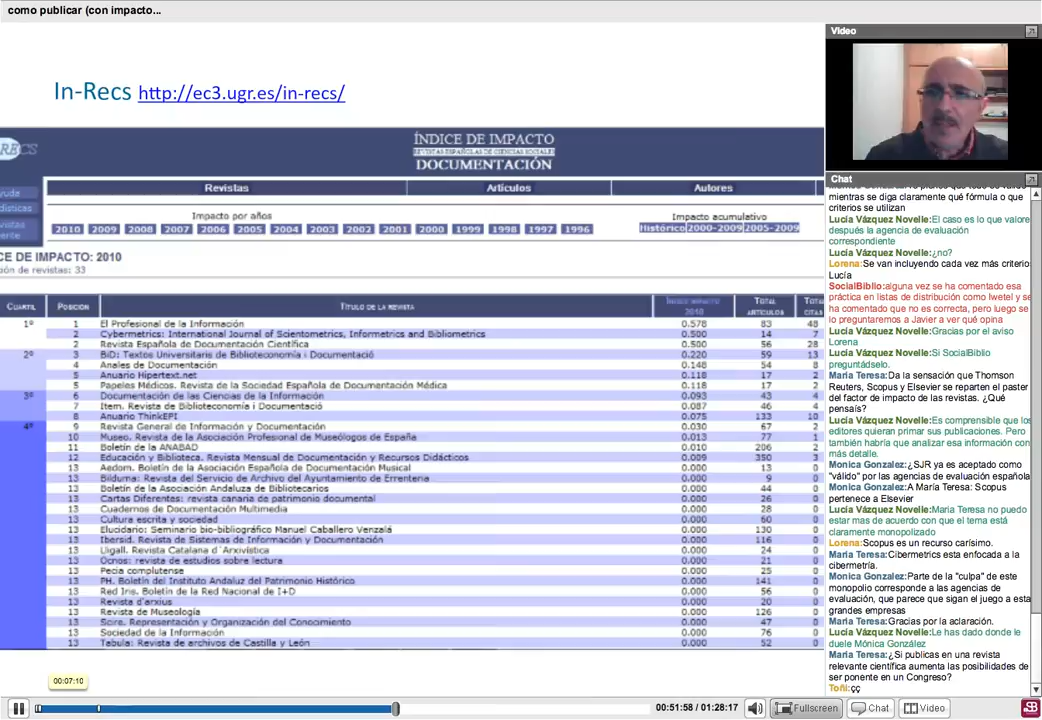 como publicar (con impacto...
In-Recs http://ec3.ugr.es/in-recs/
RECS
ÍNDICE DE IMPACTO
REVISTAS ESPAÑOLAS DE CIENCIAS SOCIALES
DOCUMENTACIÓN
yuda
dísticas
vistas
ente
Revistas Artículos Autores
Impacto por años Impacto acumulativo
2010 2009 2008 2007 2006 2005 2004 2003 2002 2001 2000 1999 1998 1997 1996 Histórico 2000-2009 2005-2009
CE DE IMPACTO: 2010
ción de revistas: 33
CUARTIL POSICION TÍTULO DE LA REVISTA ÍNDICE IMPACTO 2010 TOTAL ARTÍCULOS TOTA CITAS
1º 1 El Profesional de la Información 0.578 83 48
2 Cybermetrics: International Journal of Scientometrics, Informetrics and Bibliometrics 0.500 14 7
2 Revista Española de Documentación Científica 0.500 56 28
2º 3 BiD: Textos Universitaris de Biblioteconomia i Documentació 0.220 59 13
4 Anales de Documentación 0.148 54 8
5 Anuario Hipertext.net 0.118 17 2
5 Papeles Médicos. Revista de la Sociedad Española de Documentación Médica 0.118 17 2
3º 6 Documentación de las Ciencias de la Información 0.093 43 4
7 Item. Revista de Biblioteconomia i Documentació 0.087 46 4
8 Anuario ThinkEPI 0.075 133 10
4º 9 Revista General de Información y Documentación 0.030 67 2
10 Museo. Revista de la Asociación Profesional de Museólogos de España 0.013 77 1
11 Boletín de la ANABAD 0.010 206 2
12 Educación y Biblioteca. Revista Mensual de Documentación y Recursos Didácticos 0.009 350 3
13 Aedom. Boletín de la Asociación Española de Documentación Musical 0.000 13 0
13 Bilduma: Revista del Servicio de Archivo del Ayuntamiento de Errenteria 0.000 9 0
13 Boletín de la Asociación Andaluza de Bibliotecarios 0.000 44 0
13 Cartas Diferentes: revista canaria de patrimonio documental 0.000 26 0
13 Cuadernos de Documentación Multimedia 0.000 28 0
13 Cultura escrita y sociedad 0.000 60 0
13 Elucidario: Seminario bio-bibliográfico Manuel Caballero Venzalá 0.000 130 0
13 Ibersid. Revista de Sistemas de Información y Documentación 0.000 116 0
13 Lligall. Revista Catalana d'Arxivística 0.000 24 0
13 Ocnos: revista de estudios sobre lectura 0.000 21 0
13 Pecia complutense 0.000 25 0
13 PH. Boletín del Instituto Andaluz del Patrimonio Histórico 0.000 141 0
13 Red Iris. Boletín de la Red Nacional de I+D 0.000 56 0
13 Revista d'arxius 0.000 20 0
13 Revista de Museología 0.000 126 0
13 Scire. Representación y Organización del Conocimiento 0.000 47 0
13 Sociedad de la Información 0.000 76 0
13 Tabula: Revista de archivos de Castilla y León 0.000 52 0
Video
Chat
mientras se diga claramente qué fórmula o que
criterios se utilizan
Lucía Vázquez Novelle:El caso es lo que valore
después la agencia de evaluación
correspondiente
Lucía Vázquez Novelle:¿no?
Lorena:Se van incluyendo cada vez más criterio
Lucía
SocialBiblio:alguna vez se ha comentado esa
práctica en listas de distribución como Iwetel y se
ha comentado que no es correcta, pero luego se
lo preguntaremos a Javier a ver qué opina
Lucía Vázquez Novelle:Gracias por el aviso
Lorena
Lucía Vázquez Novelle:Si SocialBiblio
preguntádselo.
María Teresa:Da la sensación que Thomson
Reuters, Scopus y Elsevier se reparten el paster
del factor de impacto de las revistas. ¿Qué
pensaís?
Lucía Vázquez Novelle:Es comprensible que los
editores quieran primar sus publicaciones. Pero
también habría que analizar esa información con
más detalle.
Monica Gonzalez:¿SJR ya es aceptado como
"válido" por las agencias de evaluación española
Monica Gonzalez:A María Teresa: Scopus
pertenece a Elsevier
Lucía Vázquez Novelle:Maria Teresa no puedo
estar mas de acuerdo con que el tema está
claramente monopolizado
Lorena:Scopus es un recurso carísimo.
María Teresa:Cibermetrics esta enfocada a la
cibermetría.
Monica Gonzalez:Parte de la "culpa" de este
monopolio corresponde a las agencias de
evaluación, que parece que sigan el juego a esta
grandes empresas
María Teresa:Gracias por la aclaración.
Lucía Vázquez Novelle:Le has dado donde le
duele Mónica González
María Teresa:¿Si publicas en una revista
relevante científica aumenta las posibilidades de
ser ponente en un Congreso?
Toñi:çç
00:07:10
00:51:58 / 01:28:17
Fullscreen Chat Video